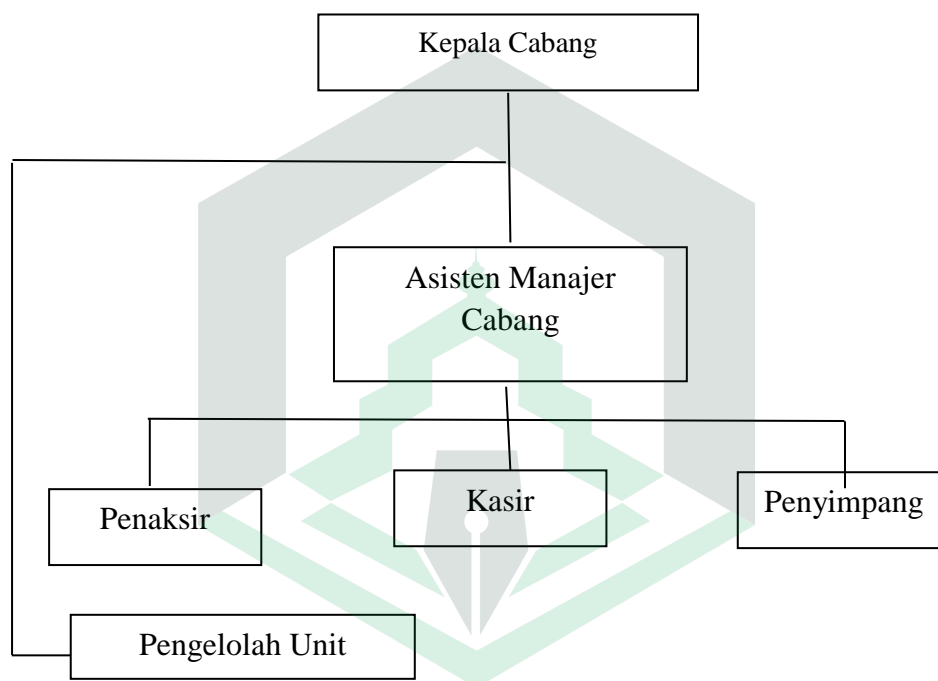 Kepala Cabang
Asisten Manajer
Cabang
Penaksir
Kasir
Penyimpang
Pengelolah Unit